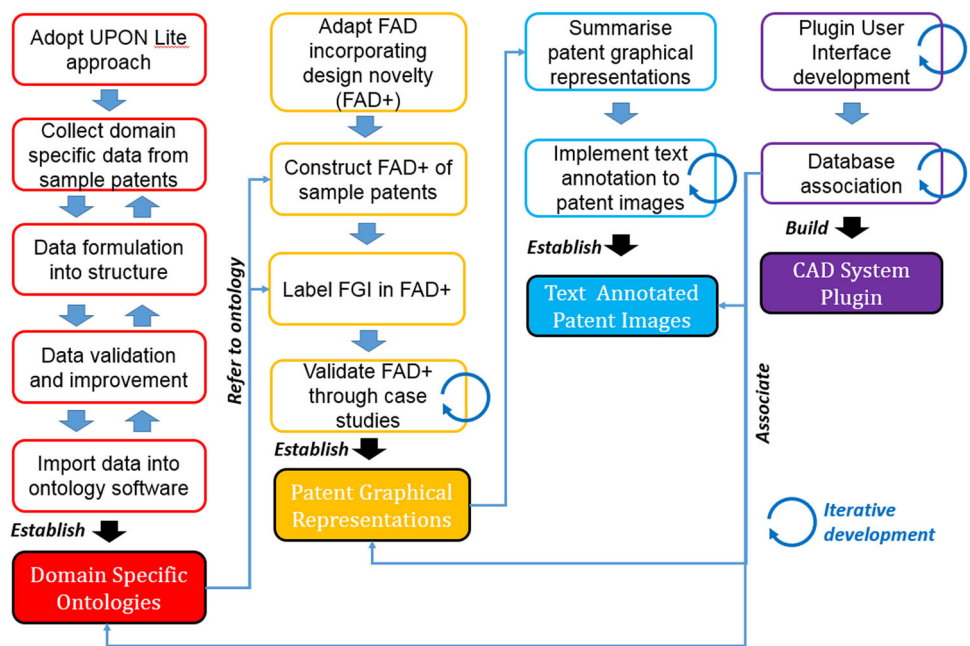 Adopt UPON Lite
approach
Collect domain
specific data from
sample patents
Data formulation
into structure
Data validation
and improvement
Import data into
ontology software
Establish
Domain Specific
Ontologies
Refer to ontology
Adapt FAD
incorporating
design novelty
(FAD+)
Construct FAD+ of
sample patents
Label FGI in FAD+
Validate FAD+
through case
studies
Establish
Patent Graphical
Representations
Summarise
patent graphical
representations
Implement text
annotation to
patent images
Establish
Text Annotated
Patent Images
Plugin User
Interface
development
Database
association
Build
CAD System
Plugin
Associate
Iterative
development